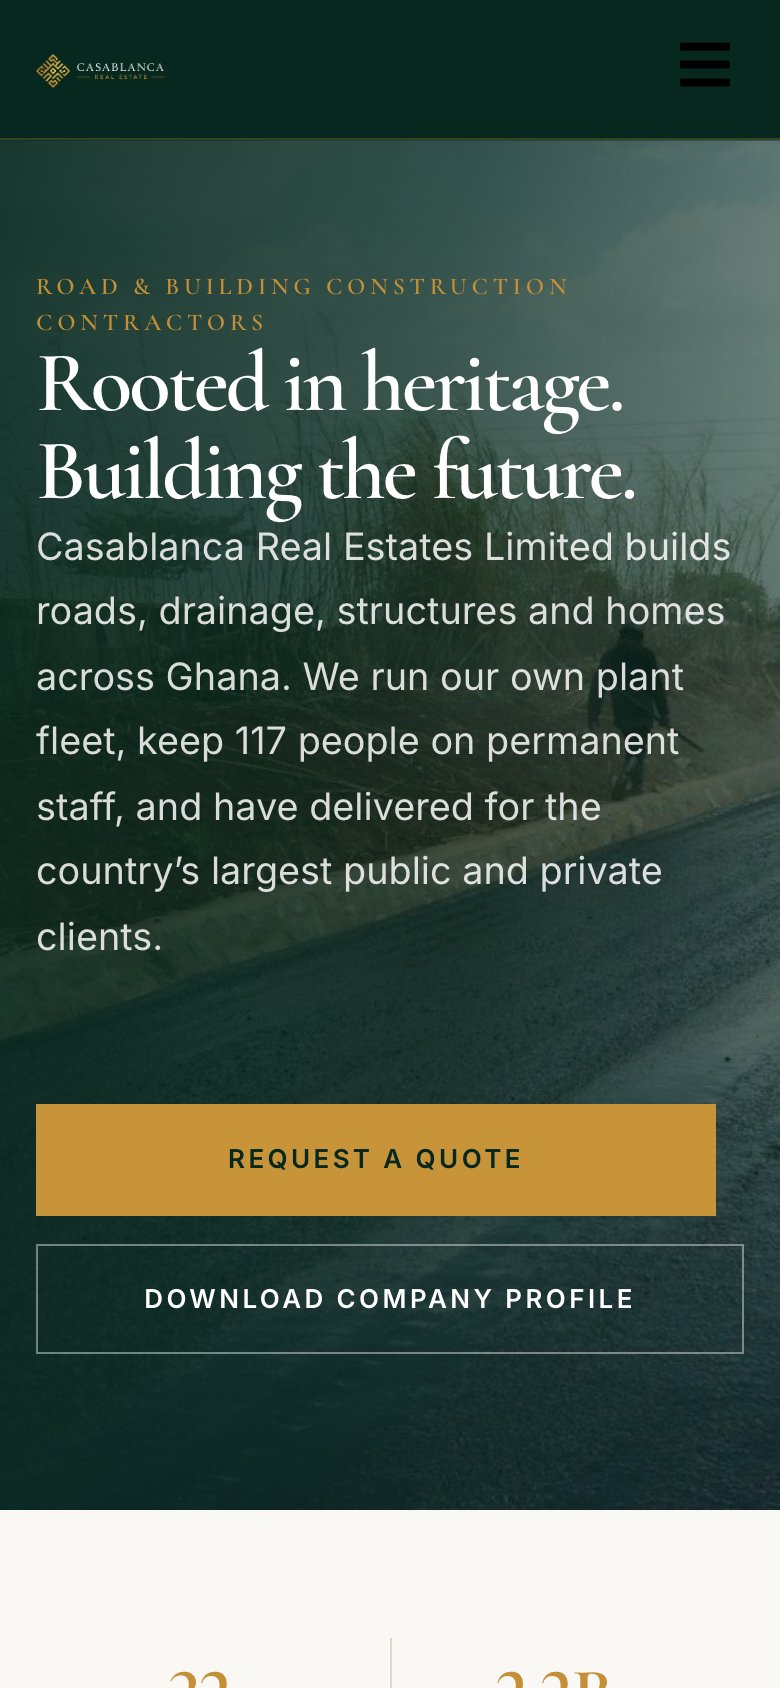 CASABLANCA
REAL ESTATE
ROAD & BUILDING CONSTRUCTION
CONTRACTORS
Rooted in heritage.
Building the future.
Casablanca Real Estates Limited builds
roads, drainage, structures and homes
across Ghana. We run our own plant
fleet, keep 117 people on permanent
staff, and have delivered for the
country’s largest public and private
clients.
REQUEST A QUOTE
DOWNLOAD COMPANY PROFILE